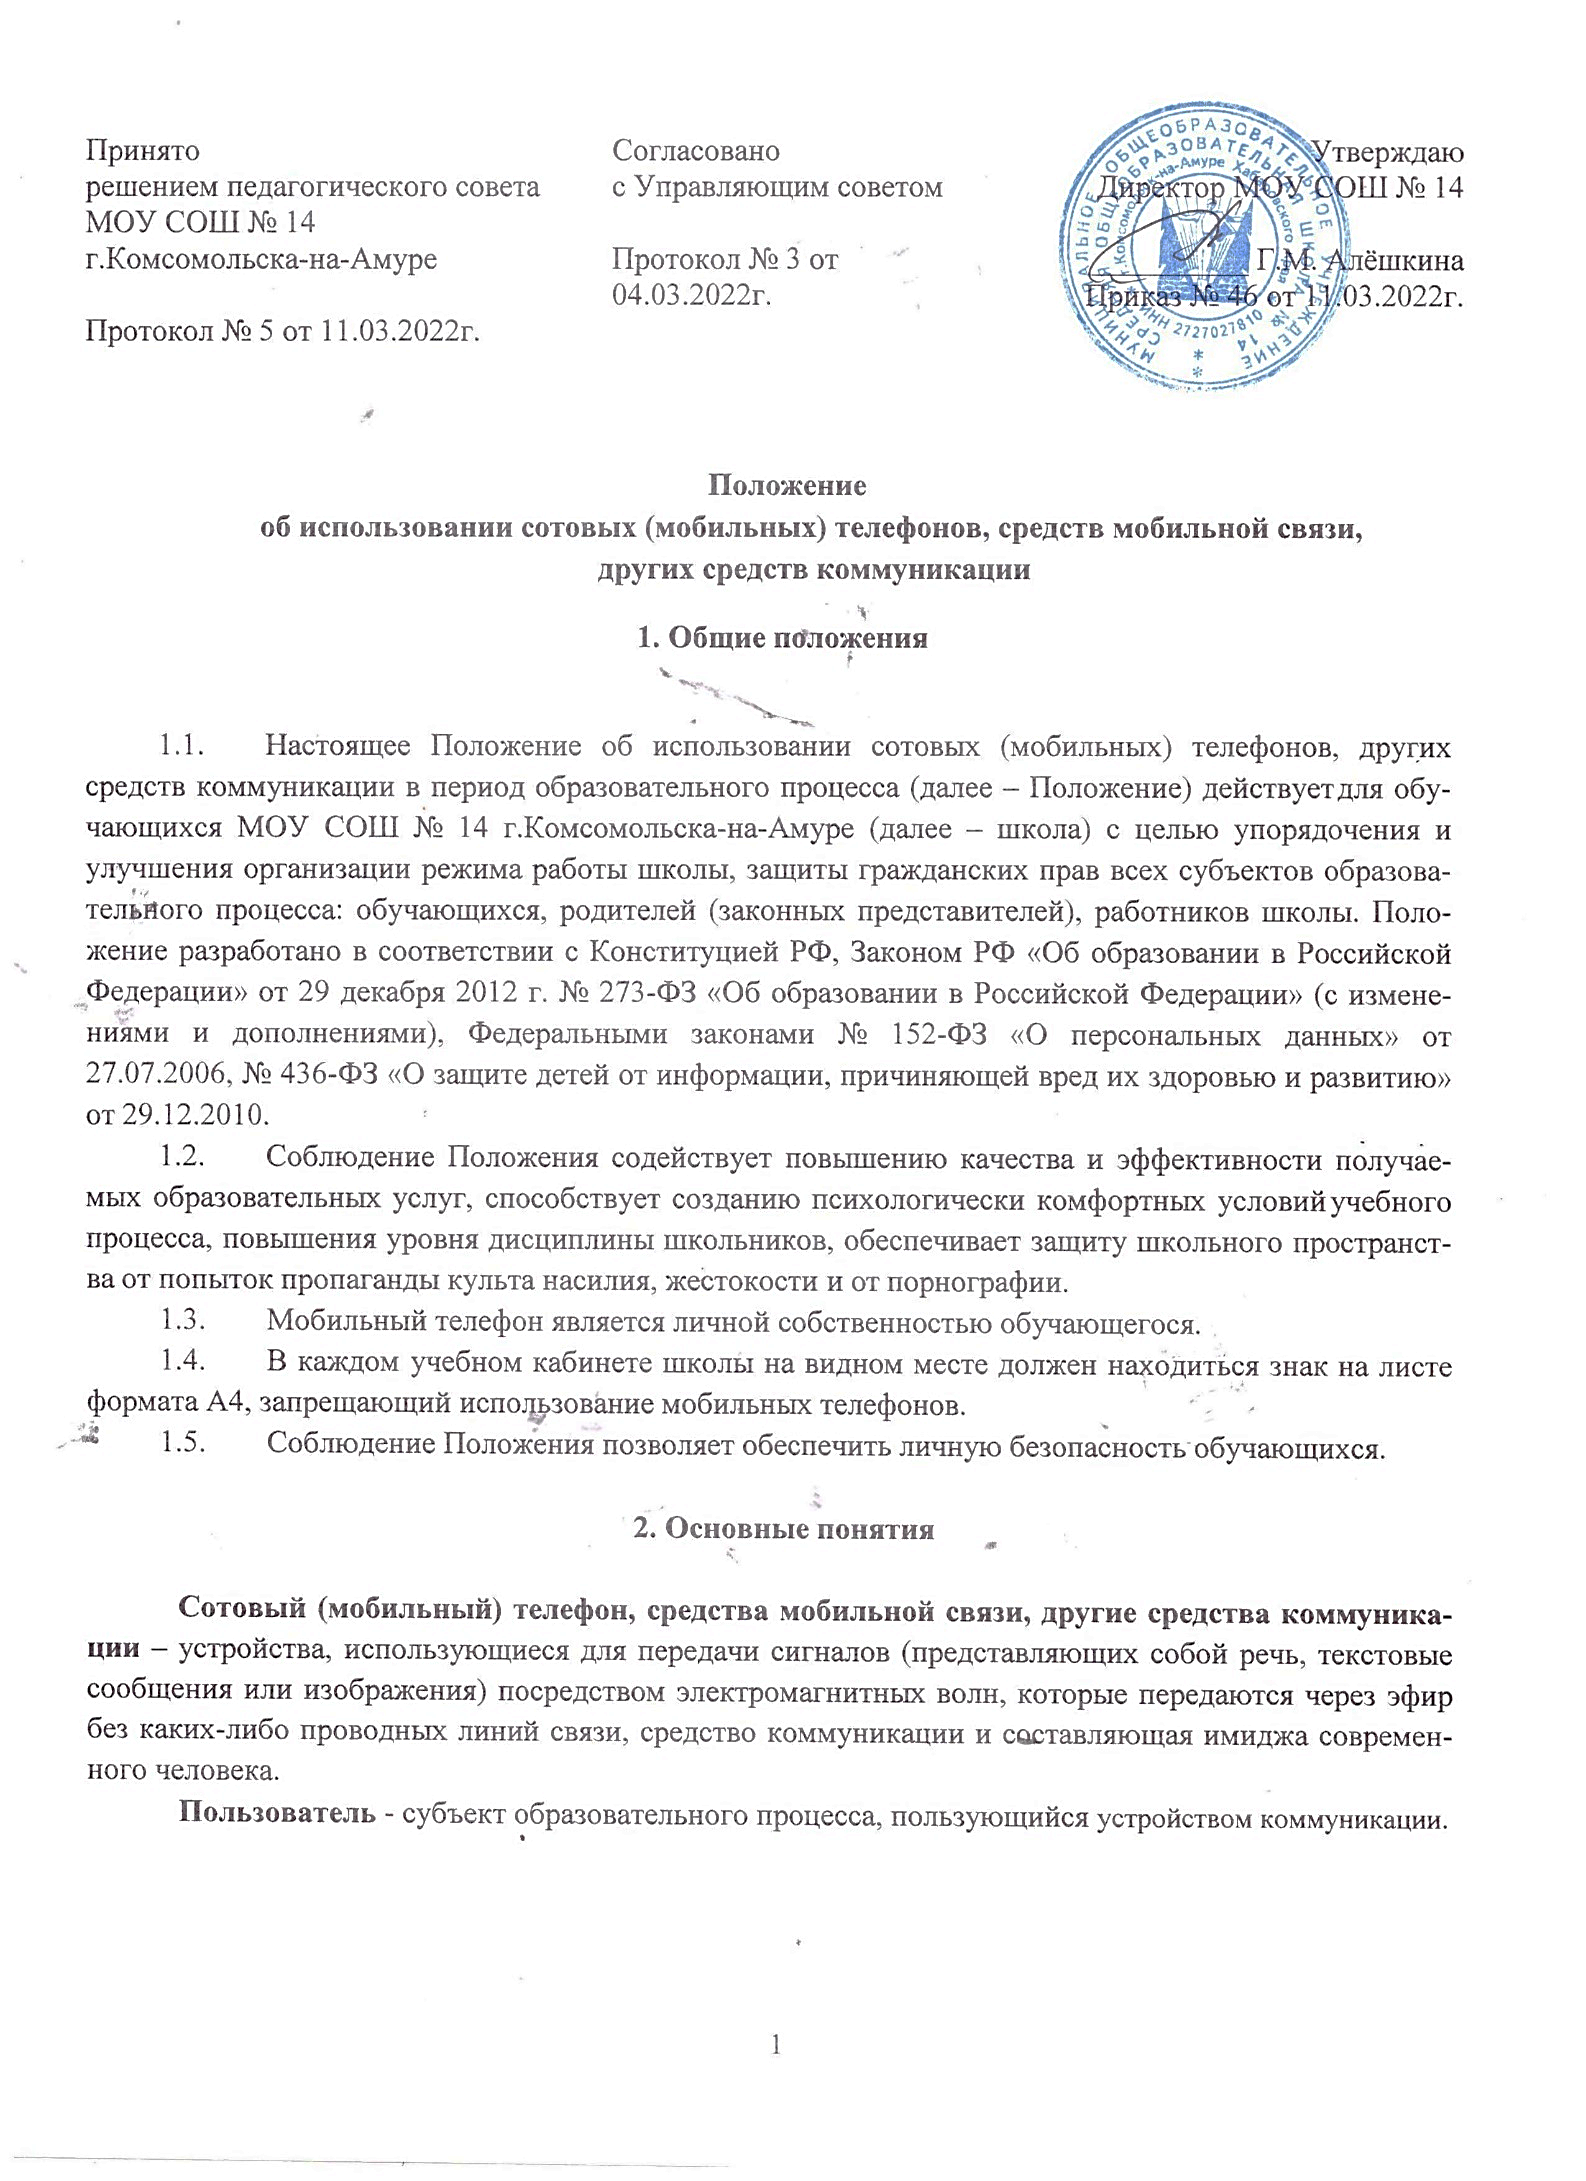 Принято
решением педагогического совета
МОУ СОШ № 14
г.Комсомольска-на-Амуре
Протокол № 5 от 11.03.2022г.
Согласовано
с Управляющим советом
Протокол № 3 от
04.03.2022г.
Утверждаю
Директор МОУ СОШ № 14
Г.М. Алёшкина
Приказ № 46 от 11.03.2022г.
МУНИЦИПАЛЬНОЕ ОБЩЕОБРАЗОВАТЕЛЬНОЕ УЧРЕЖДЕНИЕ
СРЕДНЯЯ ОБЩЕОБРАЗОВАТЕЛЬНАЯ ШКОЛА № 14
г.Комсомольск-на-Амуре Хабаровского края
ИНН 2727027810
Положение
об использовании сотовых (мобильных) телефонов, средств мобильной связи,
других средств коммуникации
1. Общие положения
1.1. Настоящее Положение об использовании сотовых (мобильных) телефонов, других
средств коммуникации в период образовательного процесса (далее – Положение) действует для обу-
чающихся МОУ СОШ № 14 г.Комсомольска-на-Амуре (далее – школа) с целью упорядочения и
улучшения организации режима работы школы, защиты гражданских прав всех субъектов образова-
тельного процесса: обучающихся, родителей (законных представителей), работников школы. Поло-
жение разработано в соответствии с Конституцией РФ, Законом РФ «Об образовании в Российской
Федерации» от 29 декабря 2012 г. № 273-ФЗ «Об образовании в Российской Федерации» (с измене-
ниями и дополнениями), Федеральными законами № 152-ФЗ «О персональных данных» от
27.07.2006, № 436-ФЗ «О защите детей от информации, причиняющей вред их здоровью и развитию»
от 29.12.2010.
1.2. Соблюдение Положения содействует повышению качества и эффективности получае-
мых образовательных услуг, способствует созданию психологически комфортных условий учебного
процесса, повышения уровня дисциплины школьников, обеспечивает защиту школьного пространст-
ва от попыток пропаганды культа насилия, жестокости и от порнографии.
1.3. Мобильный телефон является личной собственностью обучающегося.
1.4. В каждом учебном кабинете школы на видном месте должен находиться знак на листе
формата А4, запрещающий использование мобильных телефонов.
1.5. Соблюдение Положения позволяет обеспечить личную безопасность обучающихся.
2. Основные понятия
Сотовый (мобильный) телефон, средства мобильной связи, другие средства коммуника-
ции – устройства, использующиеся для передачи сигналов (представляющих собой речь, текстовые
сообщения или изображения) посредством электромагнитных волн, которые передаются через эфир
без каких-либо проводных линий связи, средство коммуникации и составляющая имиджа современ-
ного человека.
Пользователь - субъект образовательного процесса, пользующийся устройством коммуникации.
1